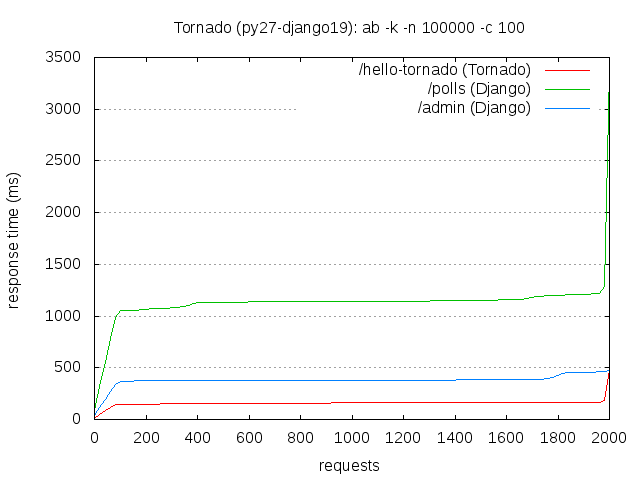 Tornado (py27-django19): ab -k -n 100000 -c 100
3500
3000
2500
2000
1500
1000
500
0
response time (ms)
/hello-tornado (Tornado)
/polls (Django)
/admin (Django)
0 200 400 600 800 1000 1200 1400 1600 1800 2000
requests